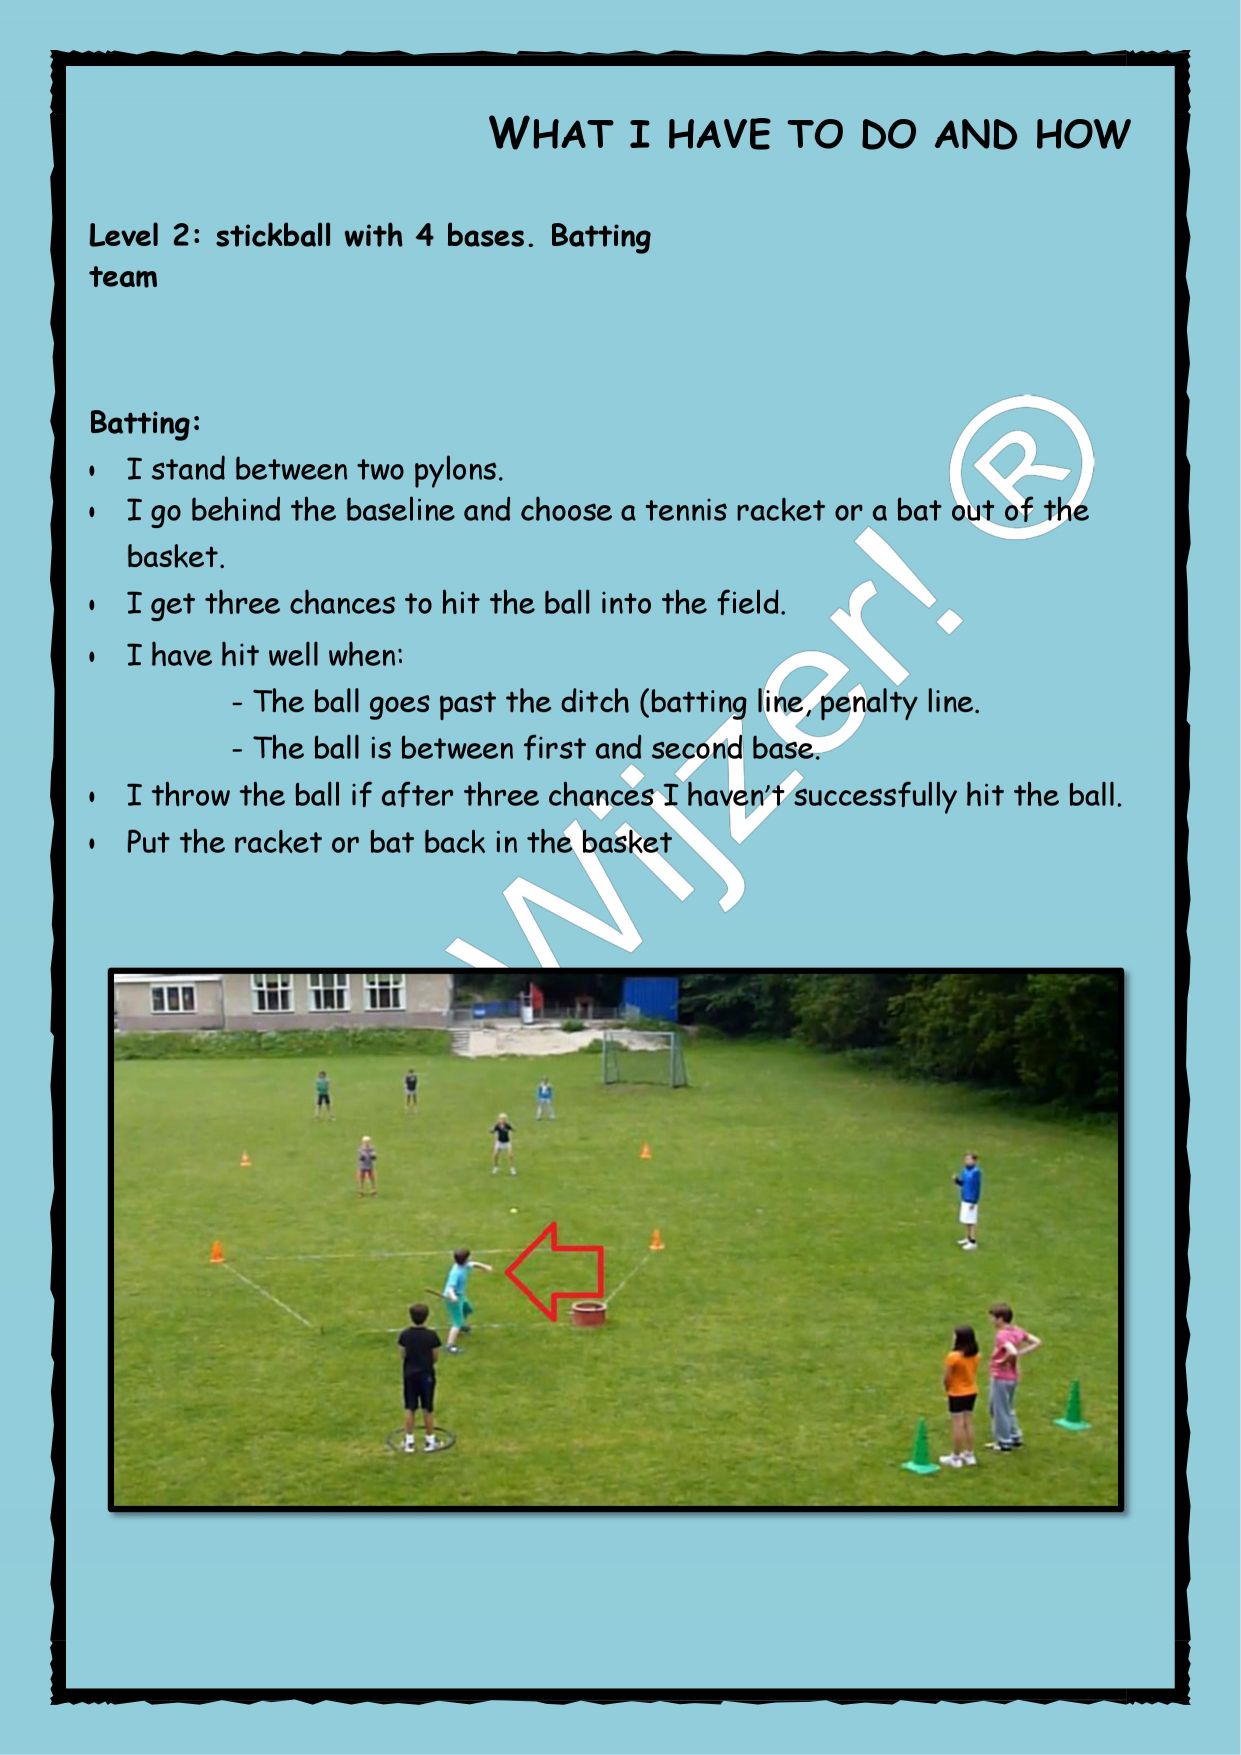 WHAT I HAVE TO DO AND HOW
Level 2: stickball with 4 bases. Batting
team
Batting:
• I stand between two pylons.
• I go behind the baseline and choose a tennis racket or a bat out of the
basket.
• I get three chances to hit the ball into the field.
• I have hit well when:
- The ball goes past the ditch (batting line, penalty line.
- The ball is between first and second base.
• I throw the ball if after three chances I haven't successfully hit the ball.
• Put the racket or bat back in the basket
Wijzer! ®